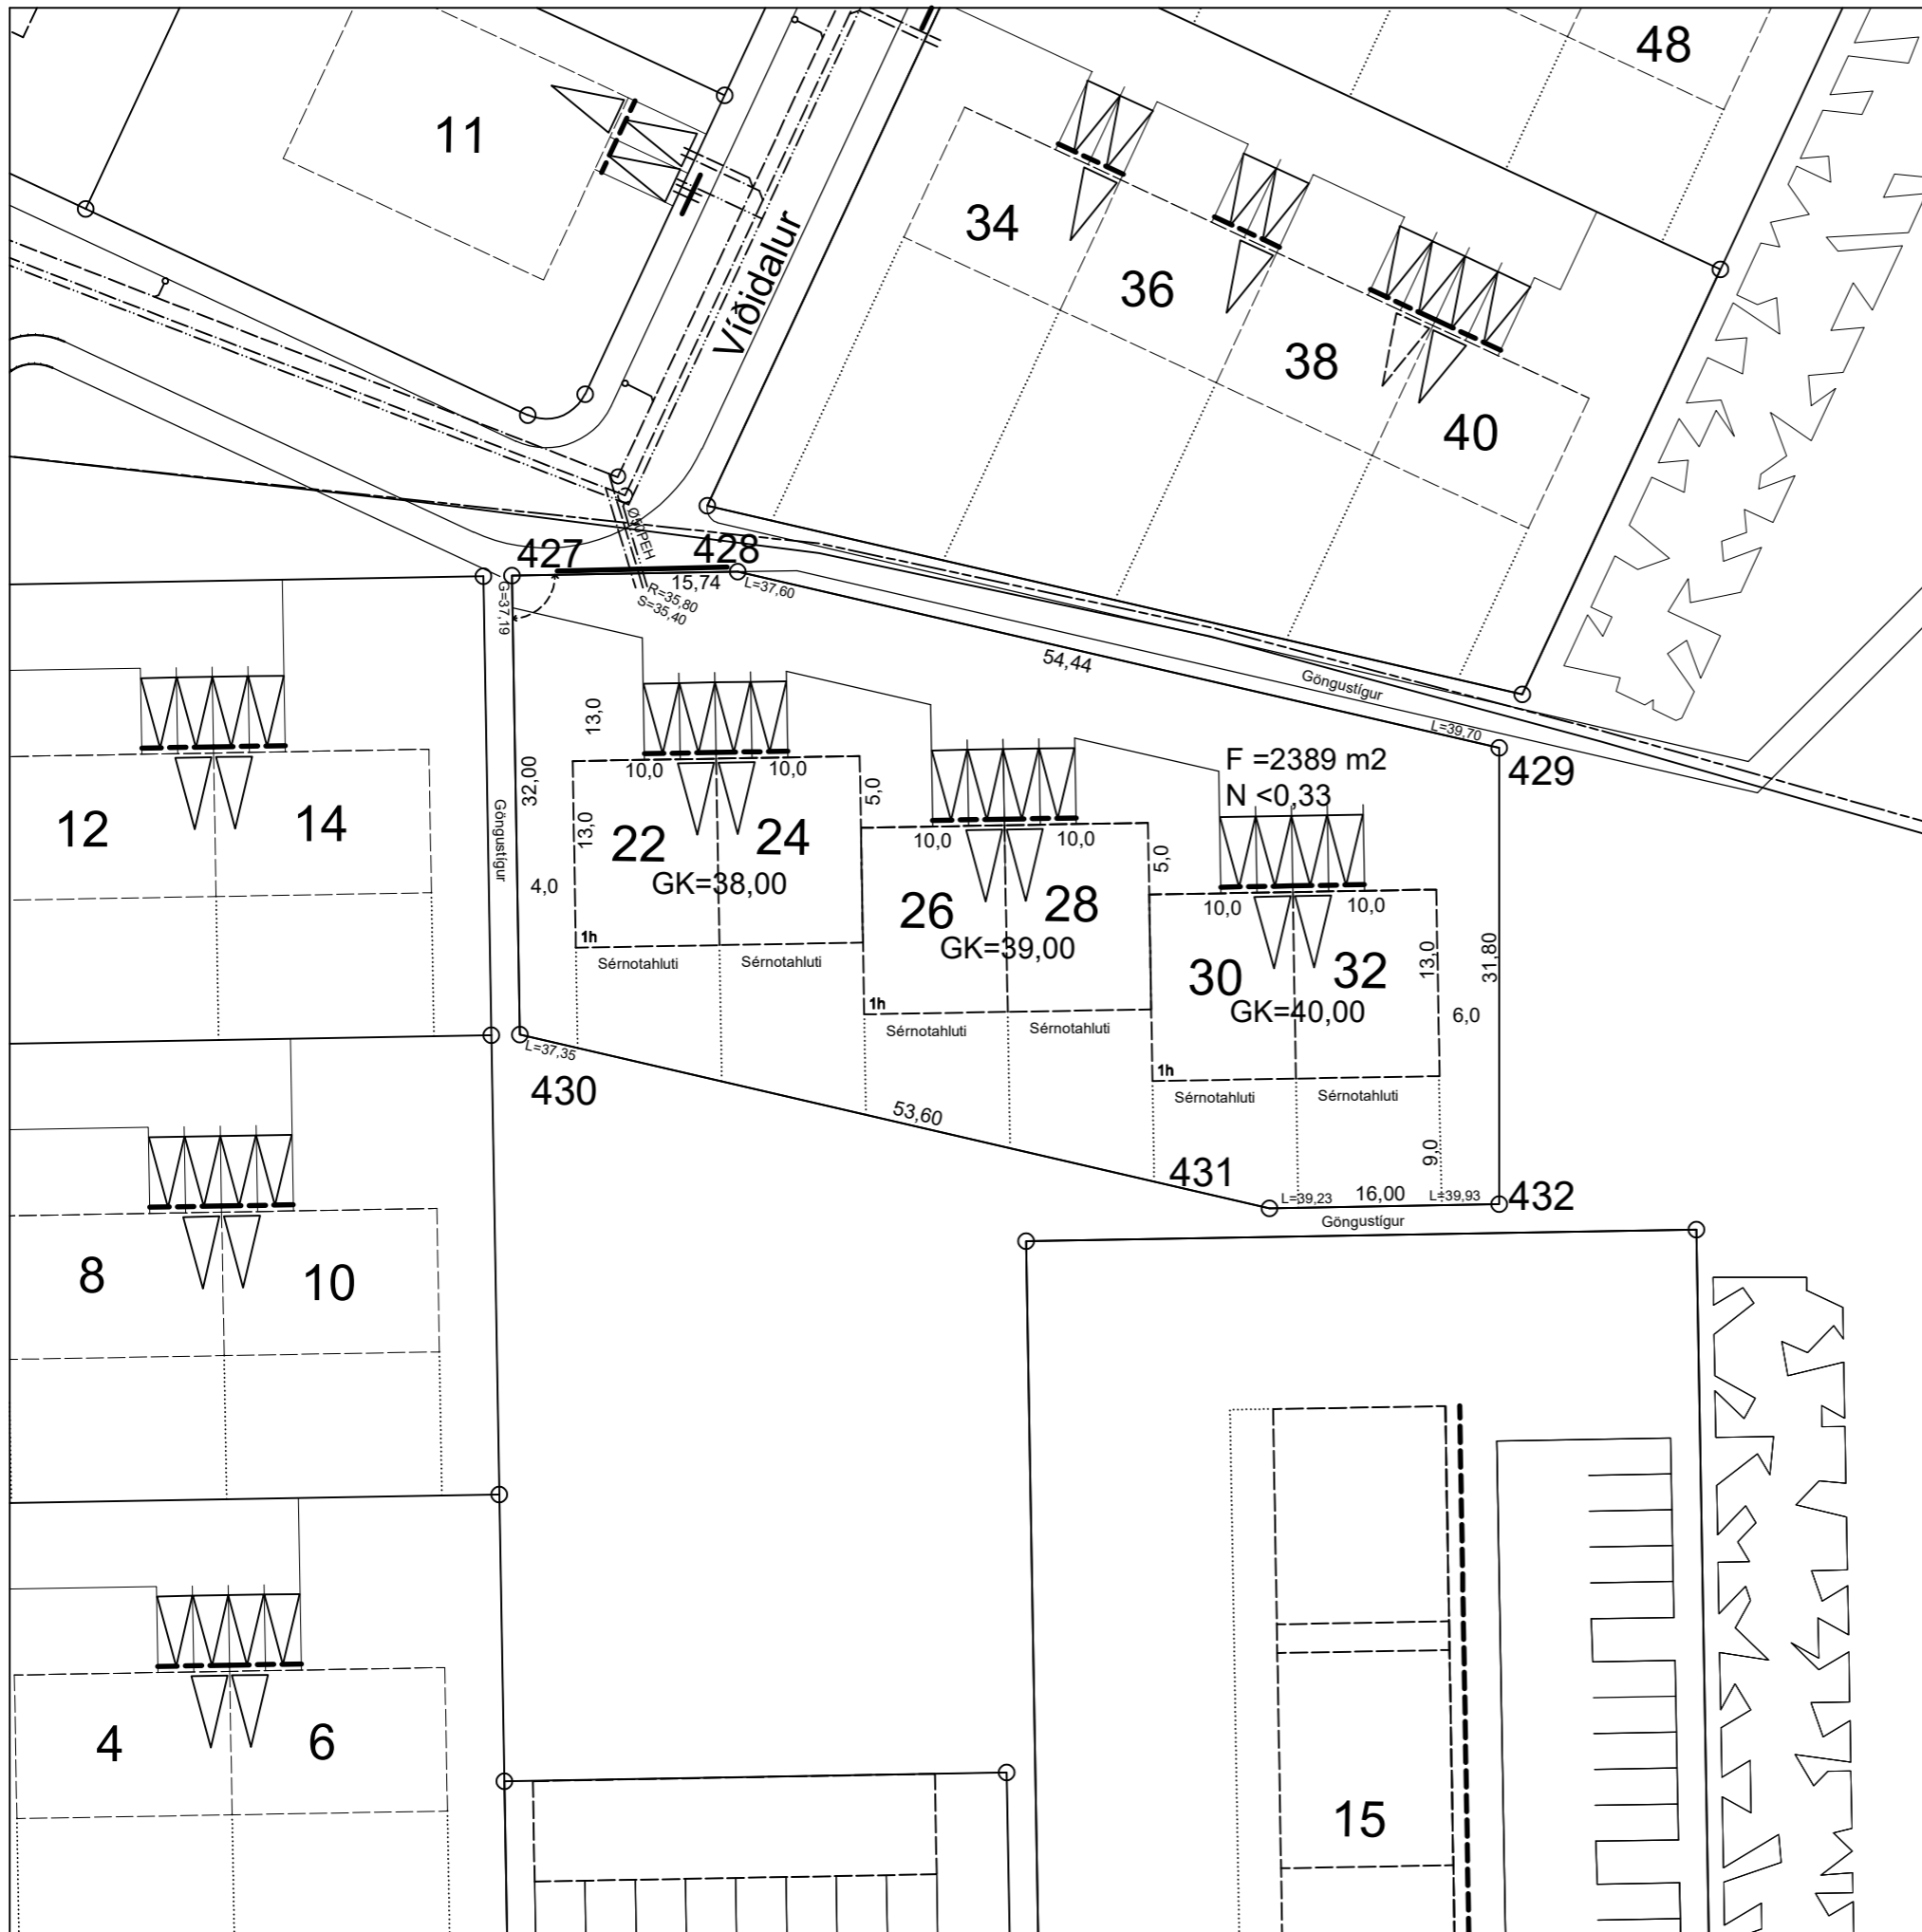 48
11
Víðidalur
34
36
38
40
427
428
15,74
L=37,60
R=35,80
S=35,40
G=37,19
54,44
Göngustígur
L=39,70
429
F =2389 m2
N <0,33
12
14
Göngustígur
32,00
13,0
10,0
10,0
13,0
22
24
GK=38,00
4,0
5,0
1h
Sérnotahluti
Sérnotahluti
10,0
10,0
26
28
GK=39,00
5,0
1h
Sérnotahluti
Sérnotahluti
10,0
10,0
30
32
GK=40,00
13,0
31,80
6,0
1h
Sérnotahluti
Sérnotahluti
9,0
L=37,35
430
53,60
431
L=39,23
16,00
L=39,93
432
Göngustígur
8
10
4
6
15